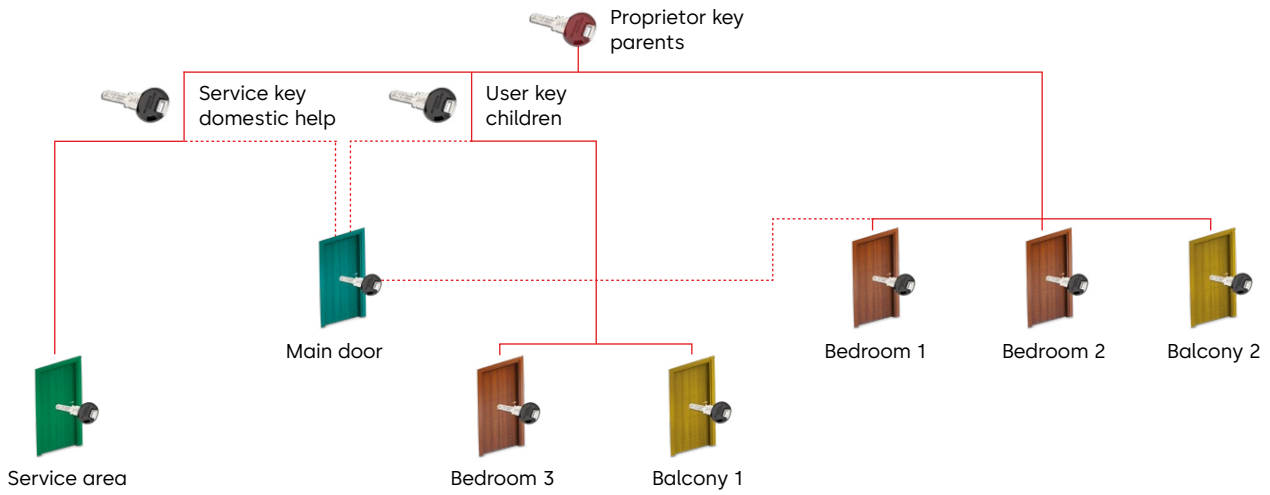 Proprietor key
parents
Service key
domestic help
User key
children
Main door
Bedroom 1
Bedroom 2
Balcony 2
Service area
Bedroom 3
Balcony 1